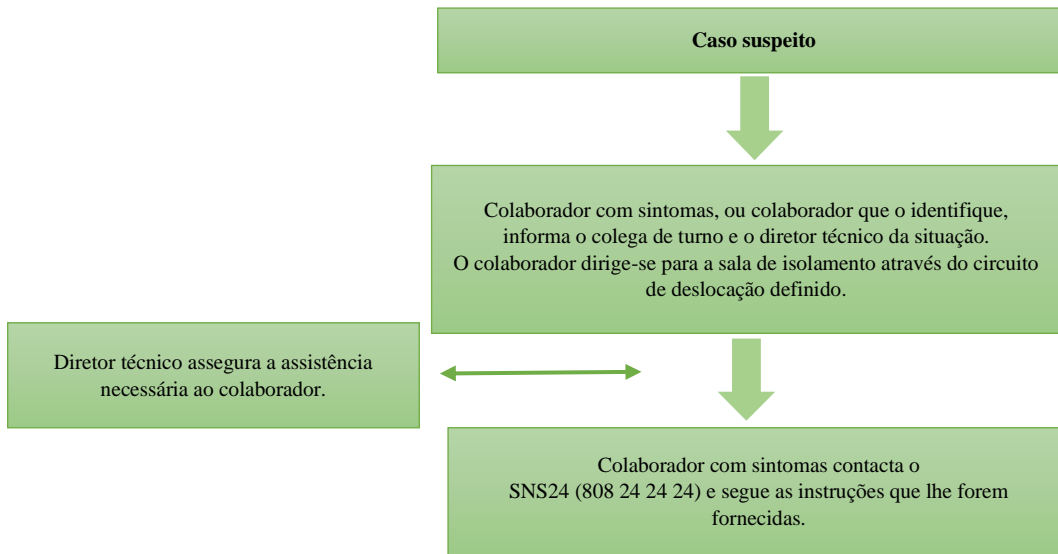 Caso suspeito
Colaborador com sintomas, ou colaborador que o identifique,
informa o colega de turno e o diretor técnico da situação.
O colaborador dirige-se para a sala de isolamento através do circuito
de deslocação definido.
Diretor técnico assegura a assistência
necessária ao colaborador.
Colaborador com sintomas contacta o
SNS24 (808 24 24 24) e segue as instruções que lhe forem
fornecidas.